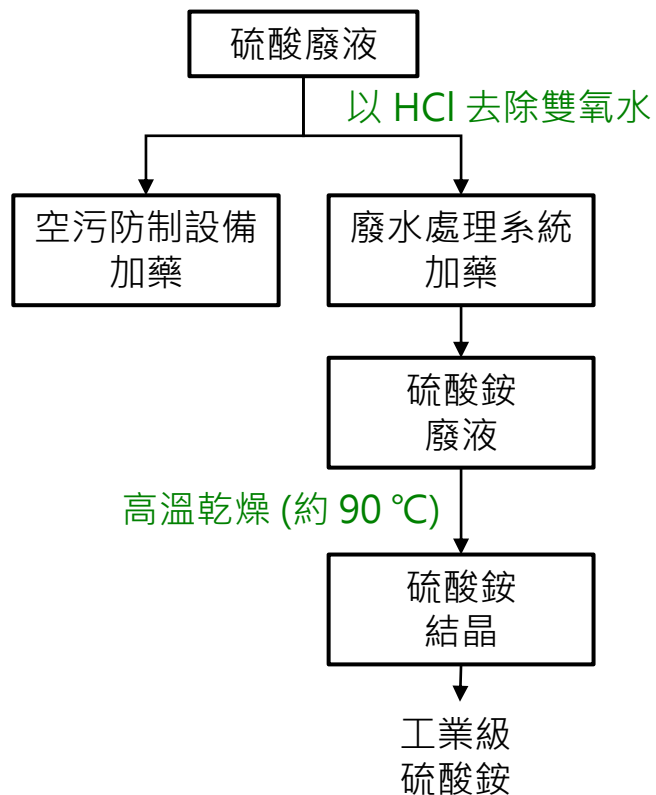 硫酸廢液
以 HCl 去除雙氧水
空污防制設備
加藥
廢水處理系統
加藥
硫酸銨
廢液
高溫乾燥 (約 90 ℃)
硫酸銨
結晶
工業級
硫酸銨